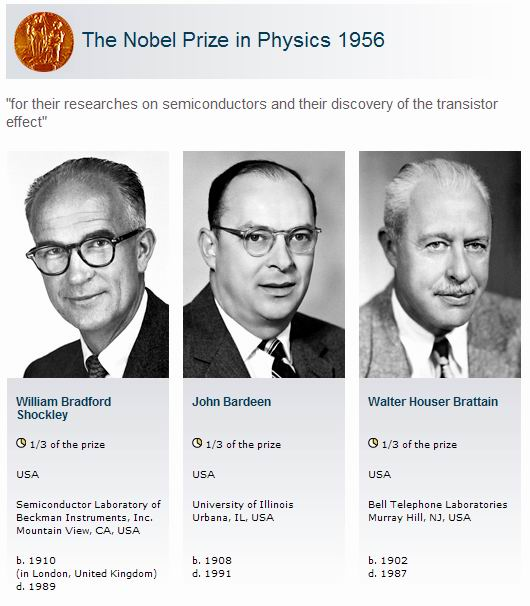 The Nobel Prize in Physics 1956
"for their researches on semiconductors and their discovery of the transistor
effect"
William Bradford
Shockley
1/3 of the prize
USA
Semiconductor Laboratory of
Beckman Instruments, Inc.
Mountain View, CA, USA
b. 1910
(in London, United Kingdom)
d. 1989
John Bardeen
1/3 of the prize
USA
University of Illinois
Urbana, IL, USA
b. 1908
d. 1991
Walter Houser Brattain
1/3 of the prize
USA
Bell Telephone Laboratories
Murray Hill, NJ, USA
b. 1902
d. 1987